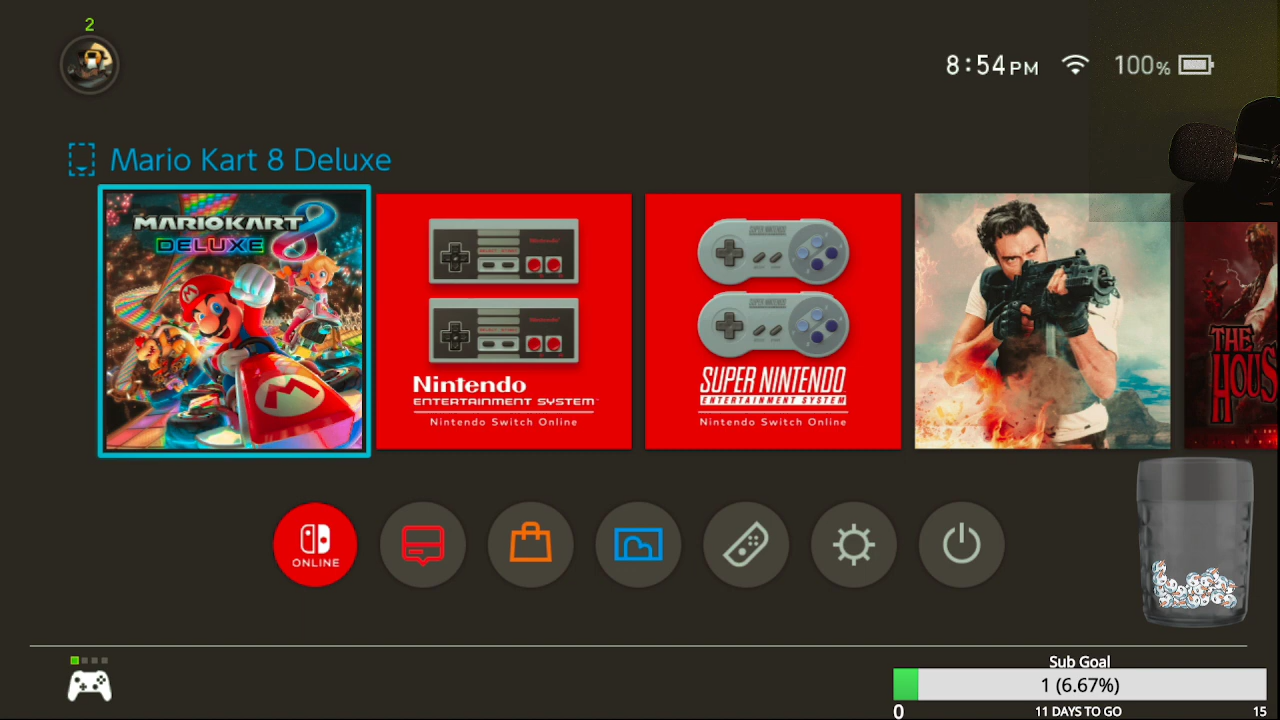 2
8:54PM 100%
Mario Kart 8 Deluxe
MARIOKART 8
DELUXE
Nintendo
ENTERTAINMENT SYSTEM
Nintendo Switch Online
SUPER NINTENDO
ENTERTAINMENT SYSTEM
Nintendo Switch Online
THE
HOUS
ONLINE
Sub Goal
1 (6.67%)
0 11 DAYS TO GO 15